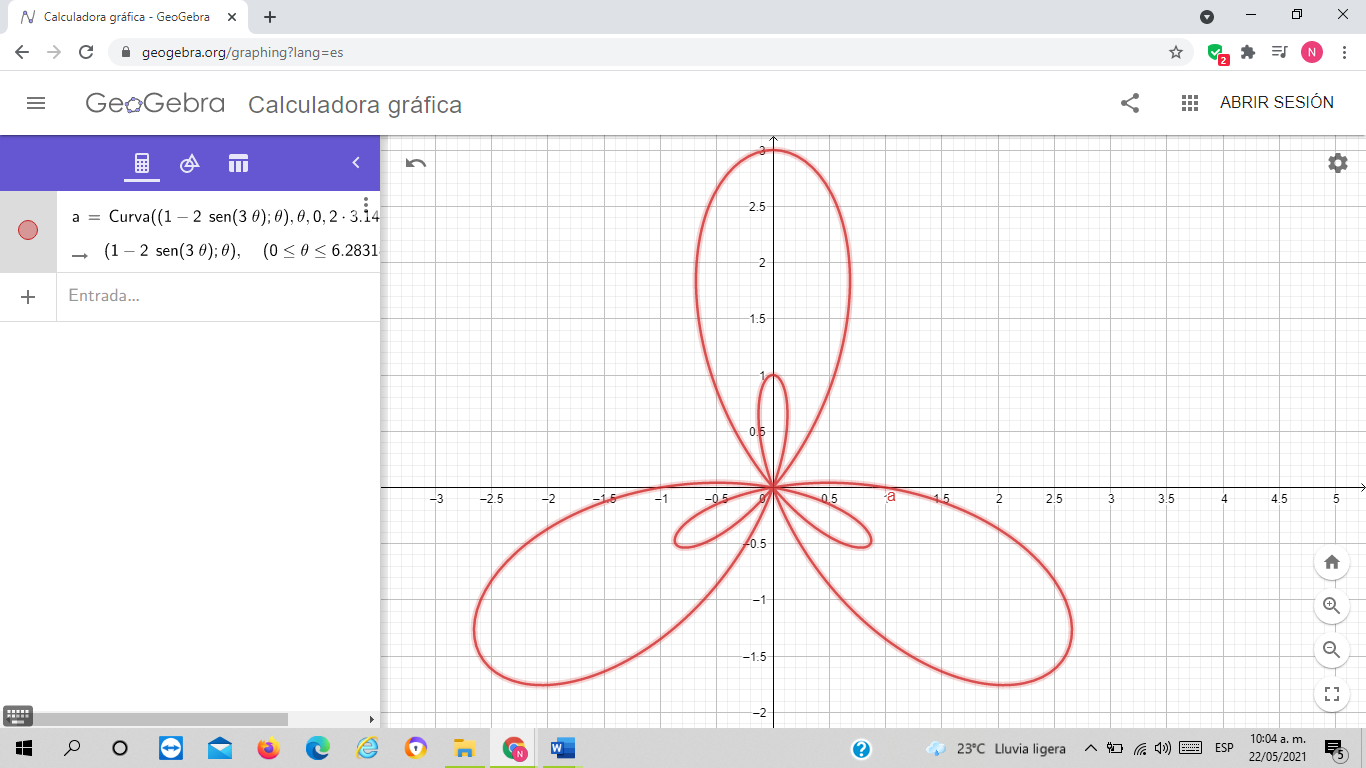 Calculadora gráfica - GeoGebra
geogebra.org/graphing?lang=es
2
N
GeoGebra Calculadora gráfica
ABRIR SESIÓN
a = Curva((1 − 2 sen(3 θ); θ), θ, 0, 2 · 3.14
→ (1 − 2 sen(3 θ); θ), (0 ≤ θ ≤ 6.2831
Entrada...
3
2.5
2
1.5
1
0.5
−3 −2.5 −2 −1.5 −1 −0.5 0 0.5 a 1.5 2 2.5 3 3.5 4 4.5 5
−0.5
−1
−1.5
−2
23°C Lluvia ligera
ESP
10:04 a. m.
22/05/2021
5